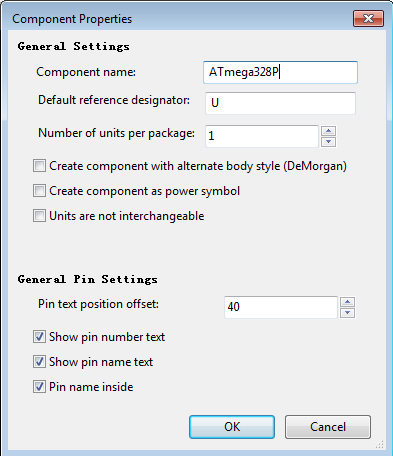 Component Properties
General Settings
Component name: ATmega328P
Default reference designator: U
Number of units per package: 1
Create component with alternate body style (DeMorgan)
Create component as power symbol
Units are not interchangeable
General Pin Settings
Pin text position offset: 40
Show pin number text
Show pin name text
Pin name inside
OK Cancel